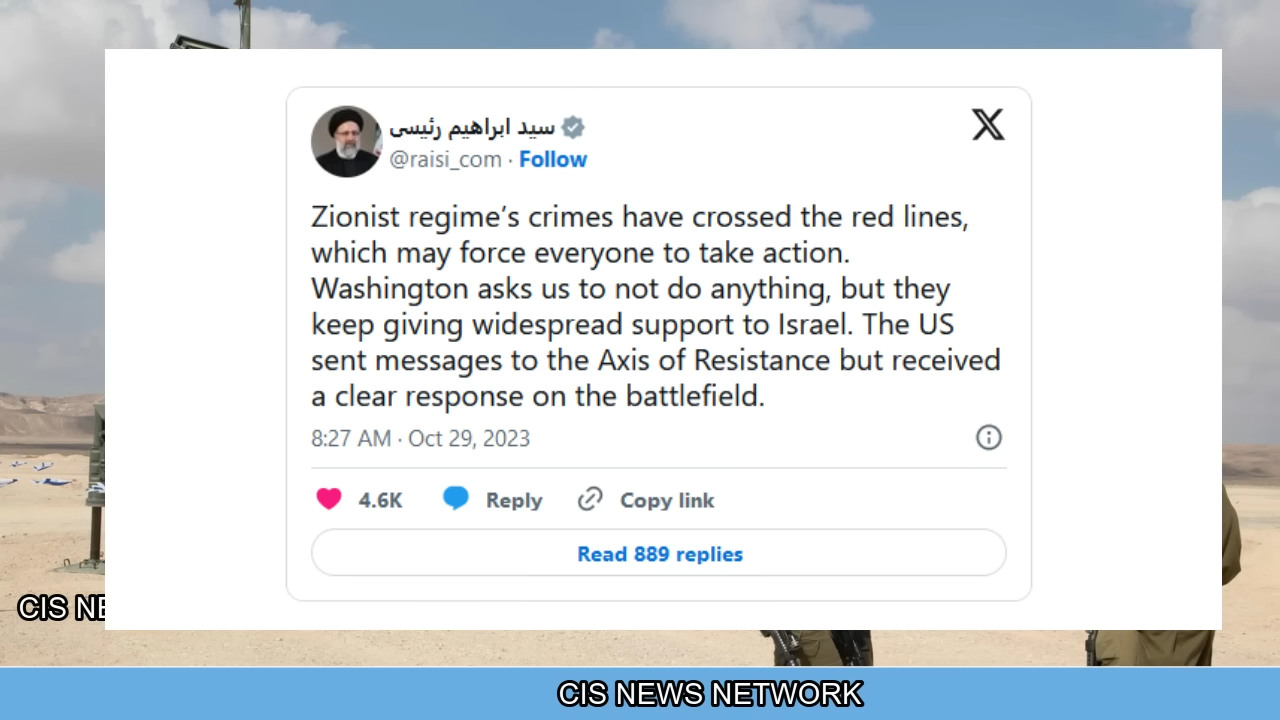 سید ابراهیم رئیسی
@raisi_com · Follow
Zionist regime’s crimes have crossed the red lines,
which may force everyone to take action.
Washington asks us to not do anything, but they
keep giving widespread support to Israel. The US
sent messages to the Axis of Resistance but received
a clear response on the battlefield.
8:27 AM · Oct 29, 2023
4.6K Reply Copy link
Read 889 replies
CIS NE
CIS NEWS NETWORK